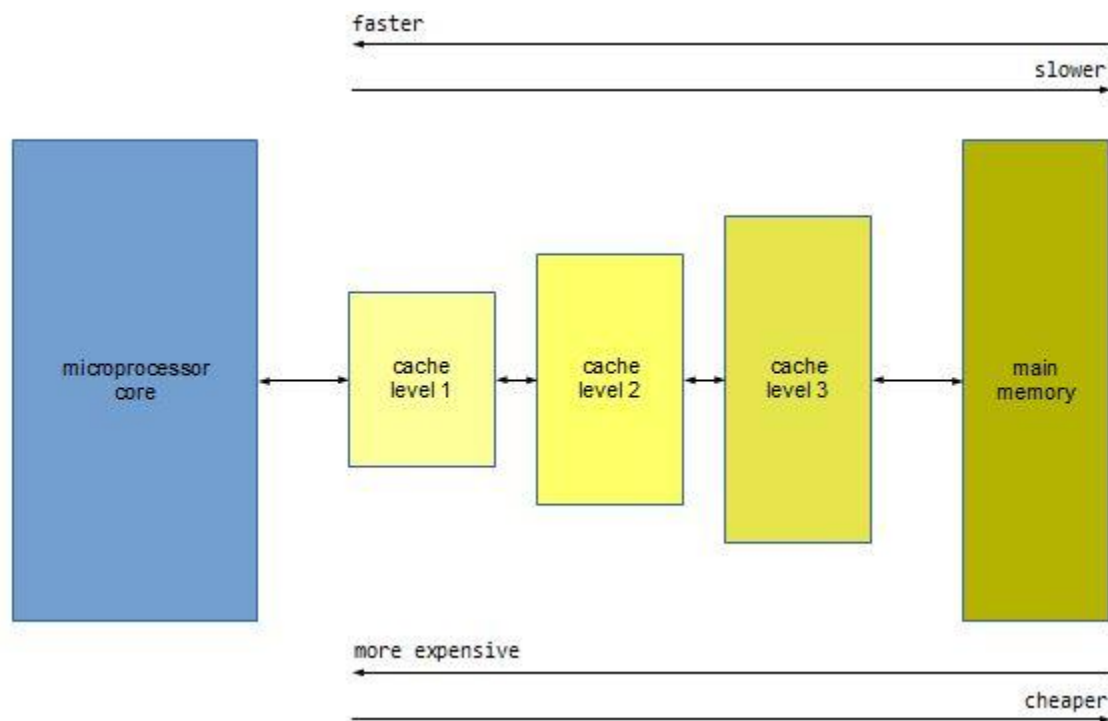 faster
slower
microprocessor
core
cache
level 1
cache
level 2
cache
level 3
main
memory
more expensive
cheaper